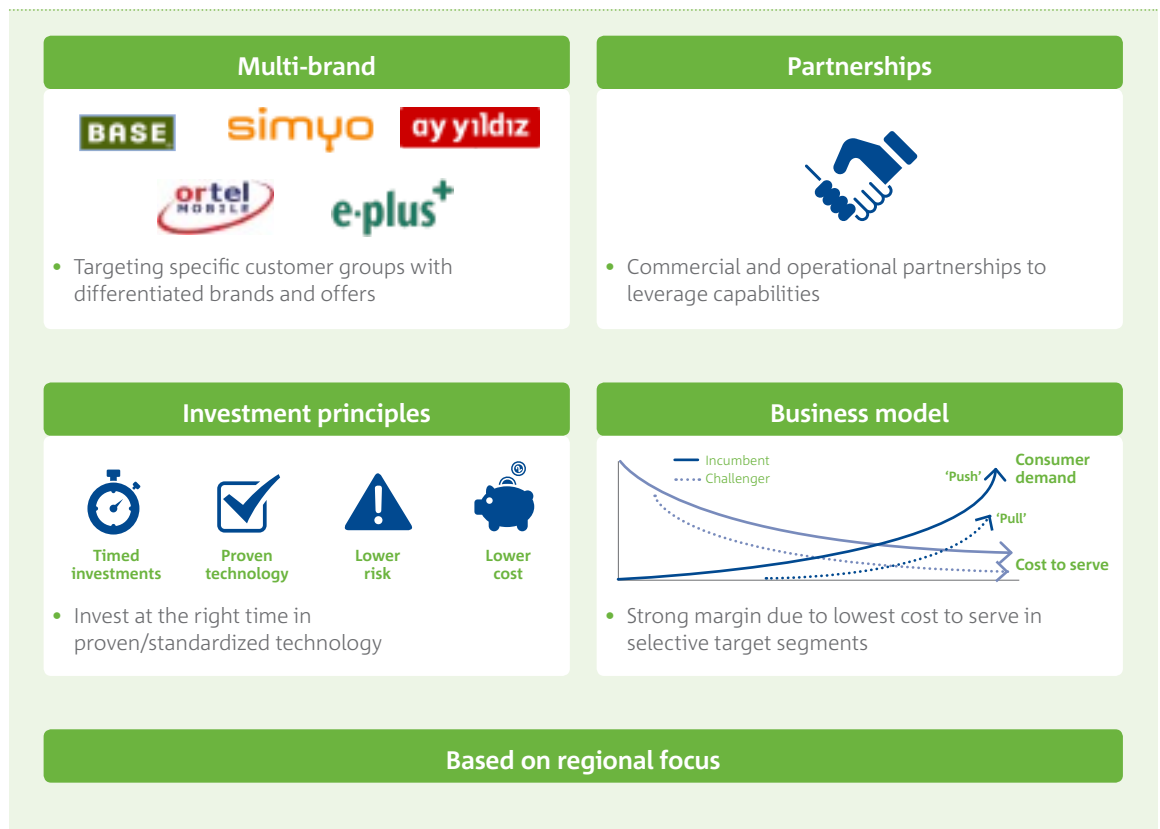 Multi-brand
BASE
simyo
ay yıldız
ortel
MOBILE
e·plus+
• Targeting specific customer groups with
differentiated brands and offers
Partnerships
• Commercial and operational partnerships to
leverage capabilities
Investment principles
Timed
investments
Proven
technology
Lower
risk
Lower
cost
• Invest at the right time in
proven/standardized technology
Business model
Incumbent
Challenger
‘Push’
Consumer
demand
‘Pull’
Cost to serve
• Strong margin due to lowest cost to serve in
selective target segments
Based on regional focus